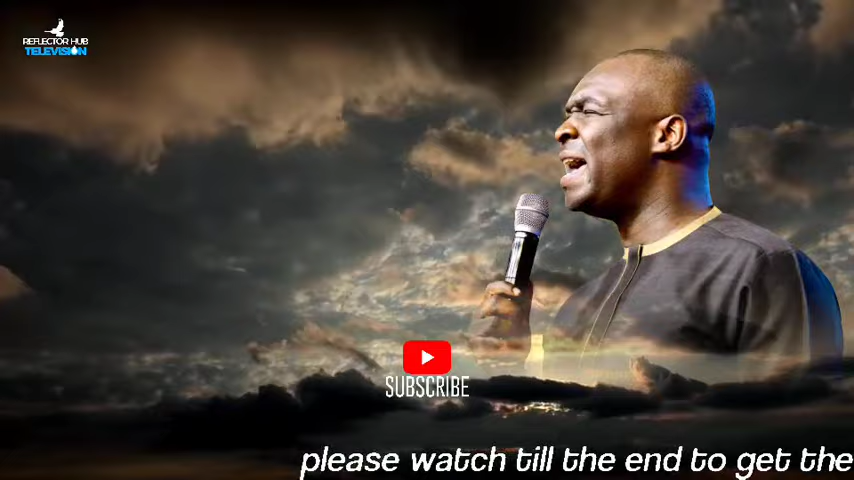 REFLECTOR HUB
TELEVISION
SUBSCRIBE
please watch till the end to get the